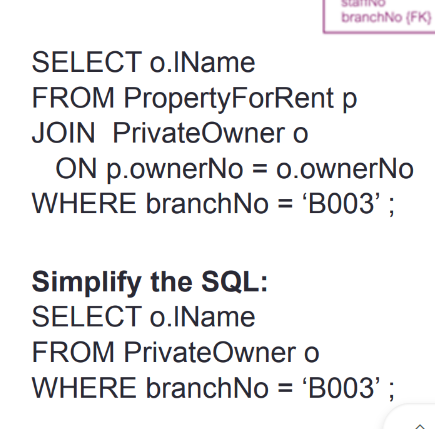 staffNo
branchNo {FK}
SELECT o.lName
FROM PropertyForRent p
JOIN PrivateOwner o
ON p.ownerNo = o.ownerNo
WHERE branchNo = ‘B003’ ;
Simplify the SQL:
SELECT o.lName
FROM PrivateOwner o
WHERE branchNo = ‘B003’ ;